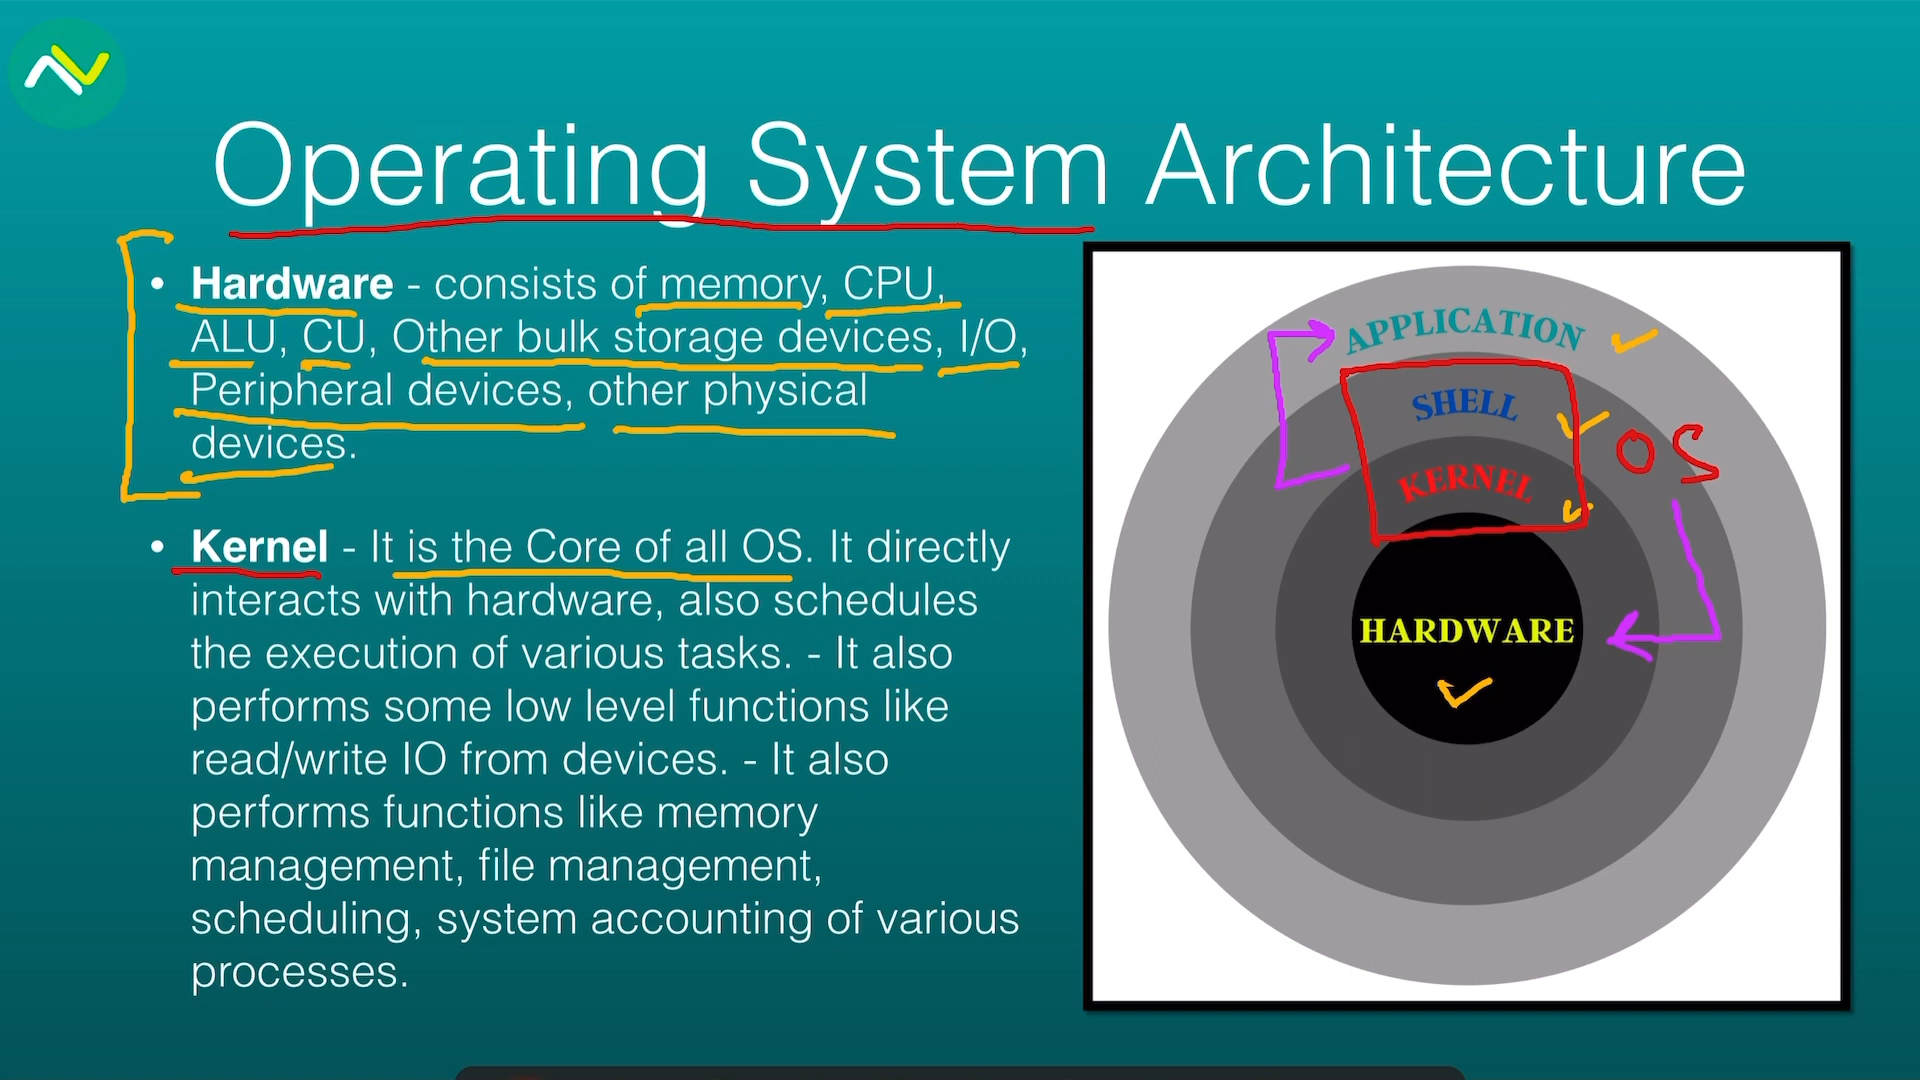 Operating System Architecture
• Hardware - consists of memory, CPU,
ALU, CU, Other bulk storage devices, I/O,
Peripheral devices, other physical
devices.
• Kernel - It is the Core of all OS. It directly
interacts with hardware, also schedules
the execution of various tasks. - It also
performs some low level functions like
read/write IO from devices. - It also
performs functions like memory
management, file management,
scheduling, system accounting of various
processes.
APPLICATION
SHELL
OS
KERNEL
HARDWARE